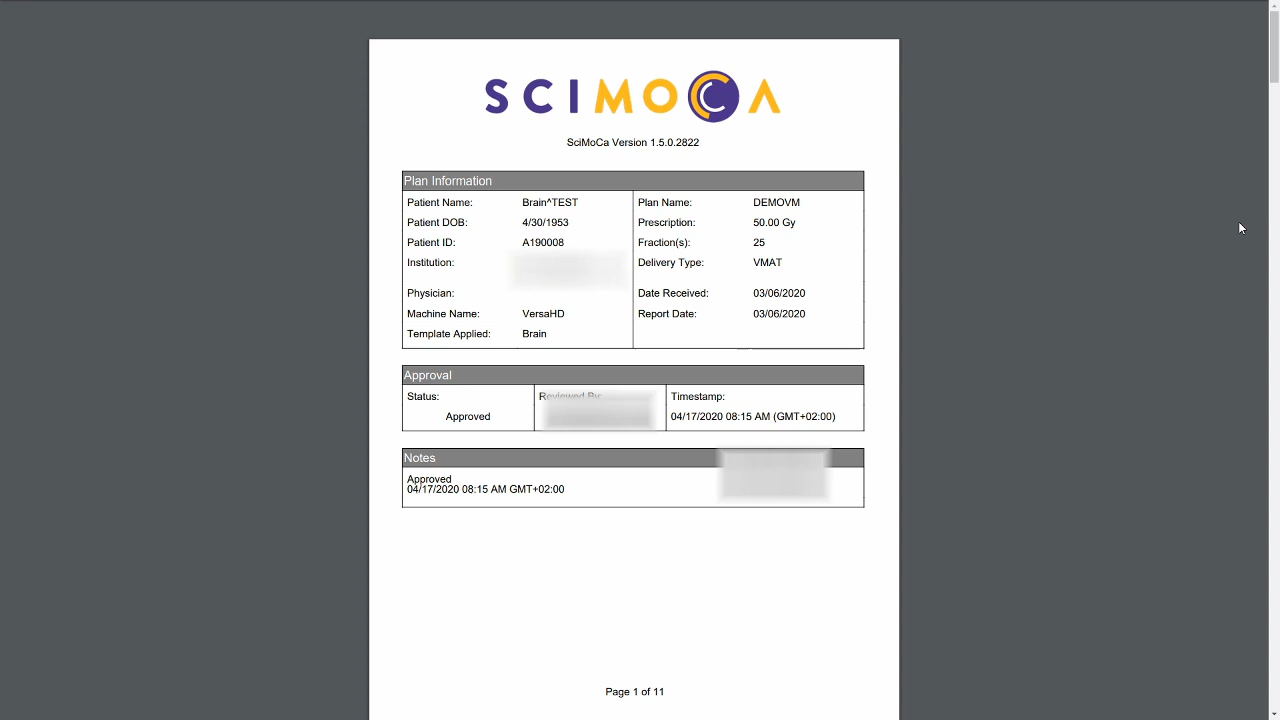 SCIMOCA
SciMoCa Version 1.5.0.2822
Plan Information
Patient Name: Brain^TEST Plan Name: DEMOVM
Patient DOB: 4/30/1953 Prescription: 50.00 Gy
Patient ID: A190008 Fraction(s): 25
Institution: Delivery Type: VMAT
Physician: Date Received: 03/06/2020
Machine Name: VersaHD Report Date: 03/06/2020
Template Applied: Brain
Approval
Status: Reviewed By: Timestamp:
Approved 04/17/2020 08:15 AM (GMT+02:00)
Notes
Approved
04/17/2020 08:15 AM GMT+02:00
Page 1 of 11